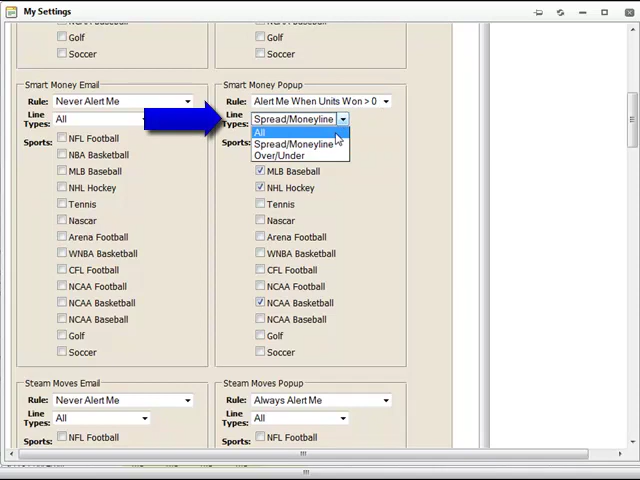 My Settings
NCAA Baseball NCAA Baseball
Golf Golf
Soccer Soccer
Smart Money Email Smart Money Popup
Rule: Never Alert Me Rule: Alert Me When Units Won > 0
Line Types: All Line Types: Spread/Moneyline
All
Spread/Moneyline
Over/Under
Sports: NFL Football Sports:
NBA Basketball
MLB Baseball MLB Baseball
NHL Hockey NHL Hockey
Tennis Tennis
Nascar Nascar
Arena Football Arena Football
WNBA Basketball WNBA Basketball
CFL Football CFL Football
NCAA Football NCAA Football
NCAA Basketball NCAA Basketball
NCAA Baseball NCAA Baseball
Golf Golf
Soccer Soccer
Steam Moves Email Steam Moves Popup
Rule: Never Alert Me Rule: Always Alert Me
Line Types: All Line Types: All
Sports: NFL Football Sports: NFL Football